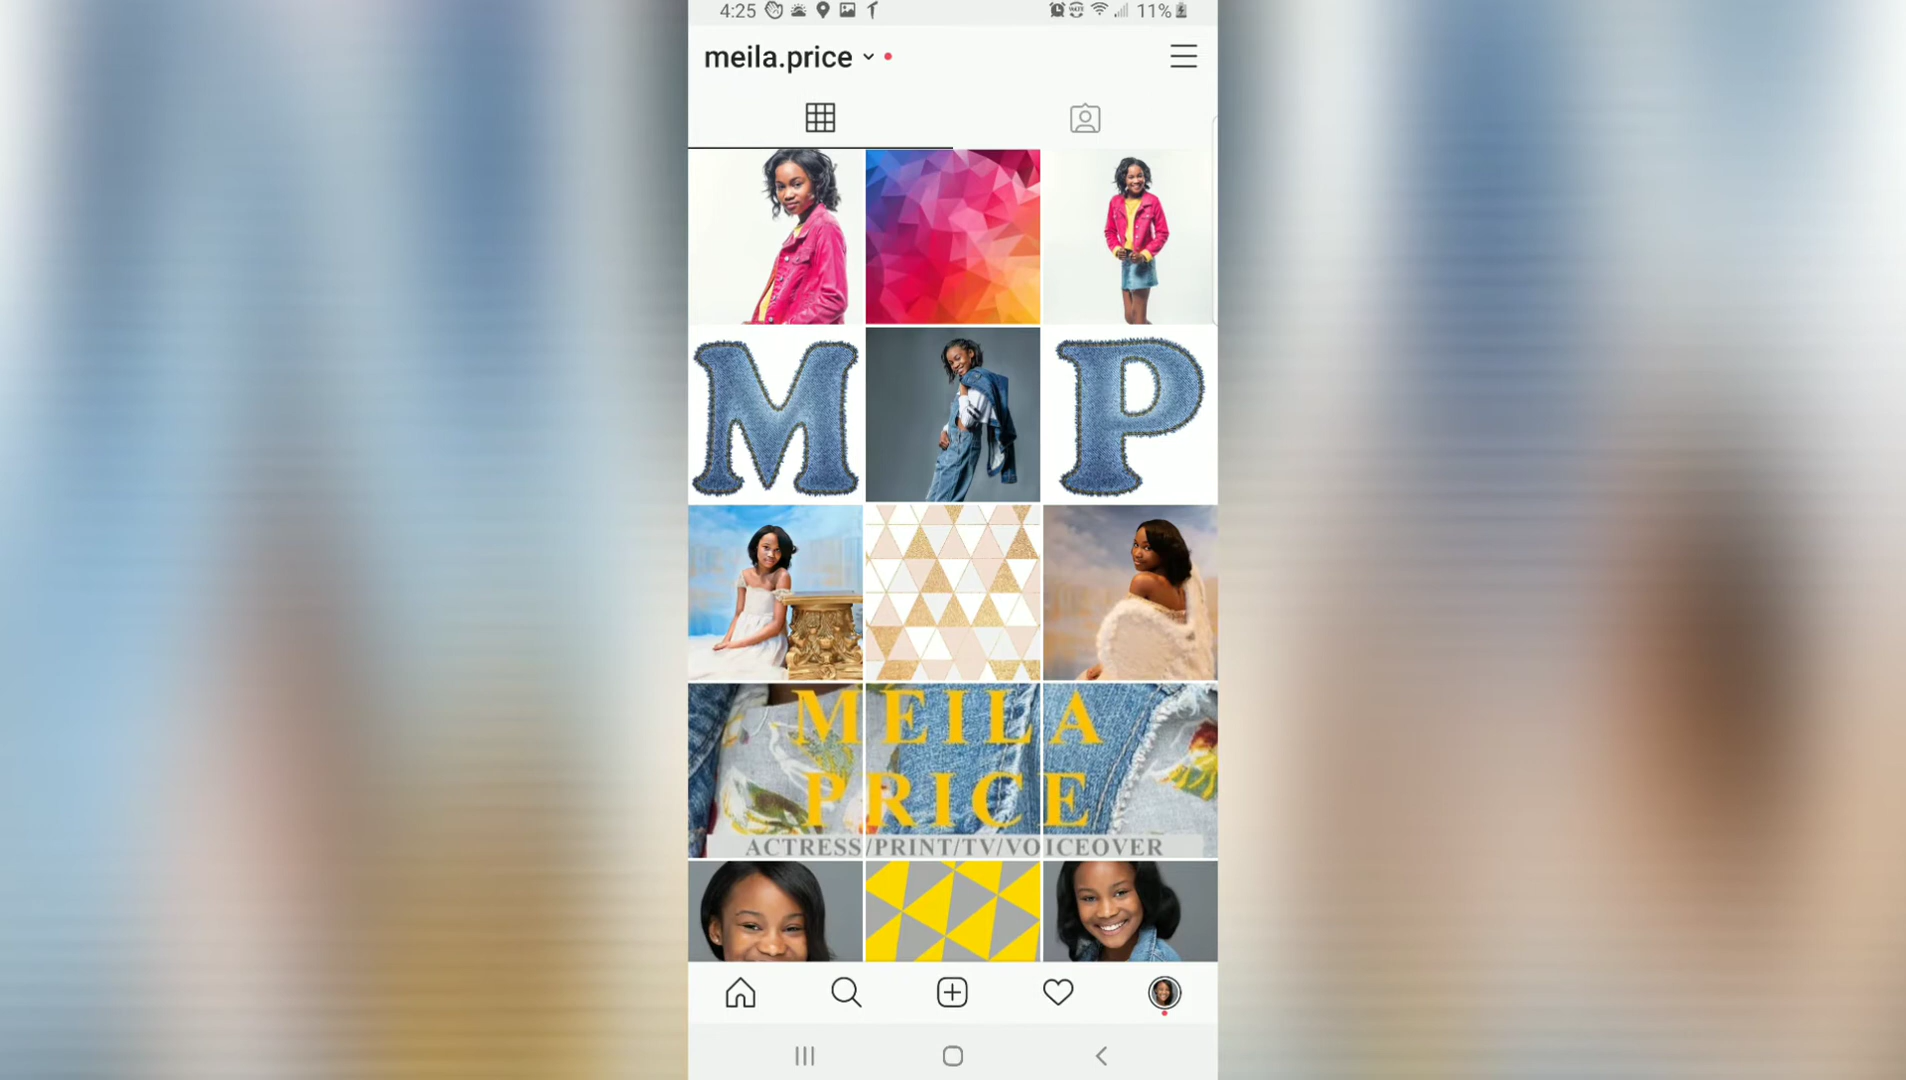 4:25 11%
meila.price
M P
MEILA
PRICE
ACTRESS/PRINT/TV/VOICEOVER